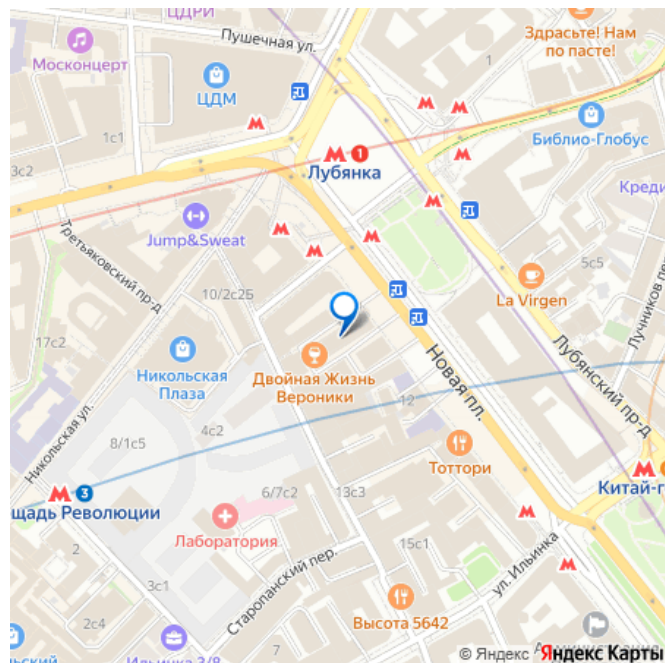 ЦДРИ
Пушечная ул.
Москонцерт
ЦДМ
1с1
3с2
Здрасьте! Нам
по пасте!
1
Библио-Глобус
1
Лубянка
Креди
Третьяковский пр-д
Jump&Sweat
10/2с2Б
La Virgen
5с5
Лучников пер.
17с2
Никольская
Плаза
Двойная Жизнь
Вероники
12
Новая пл.
Лубянский пр-д
Никольская ул.
8/1с5
4с2
Тоттори
3
щадь Революции
6/7с2
13с3
Китай-г
Лаборатория
2
15с1
ул. Ильинка
3с1
Старопанский пер.
2с4
Высота 5642
ьский
Ильинка 3/8
7
© Яндекс
Яндекс Карты